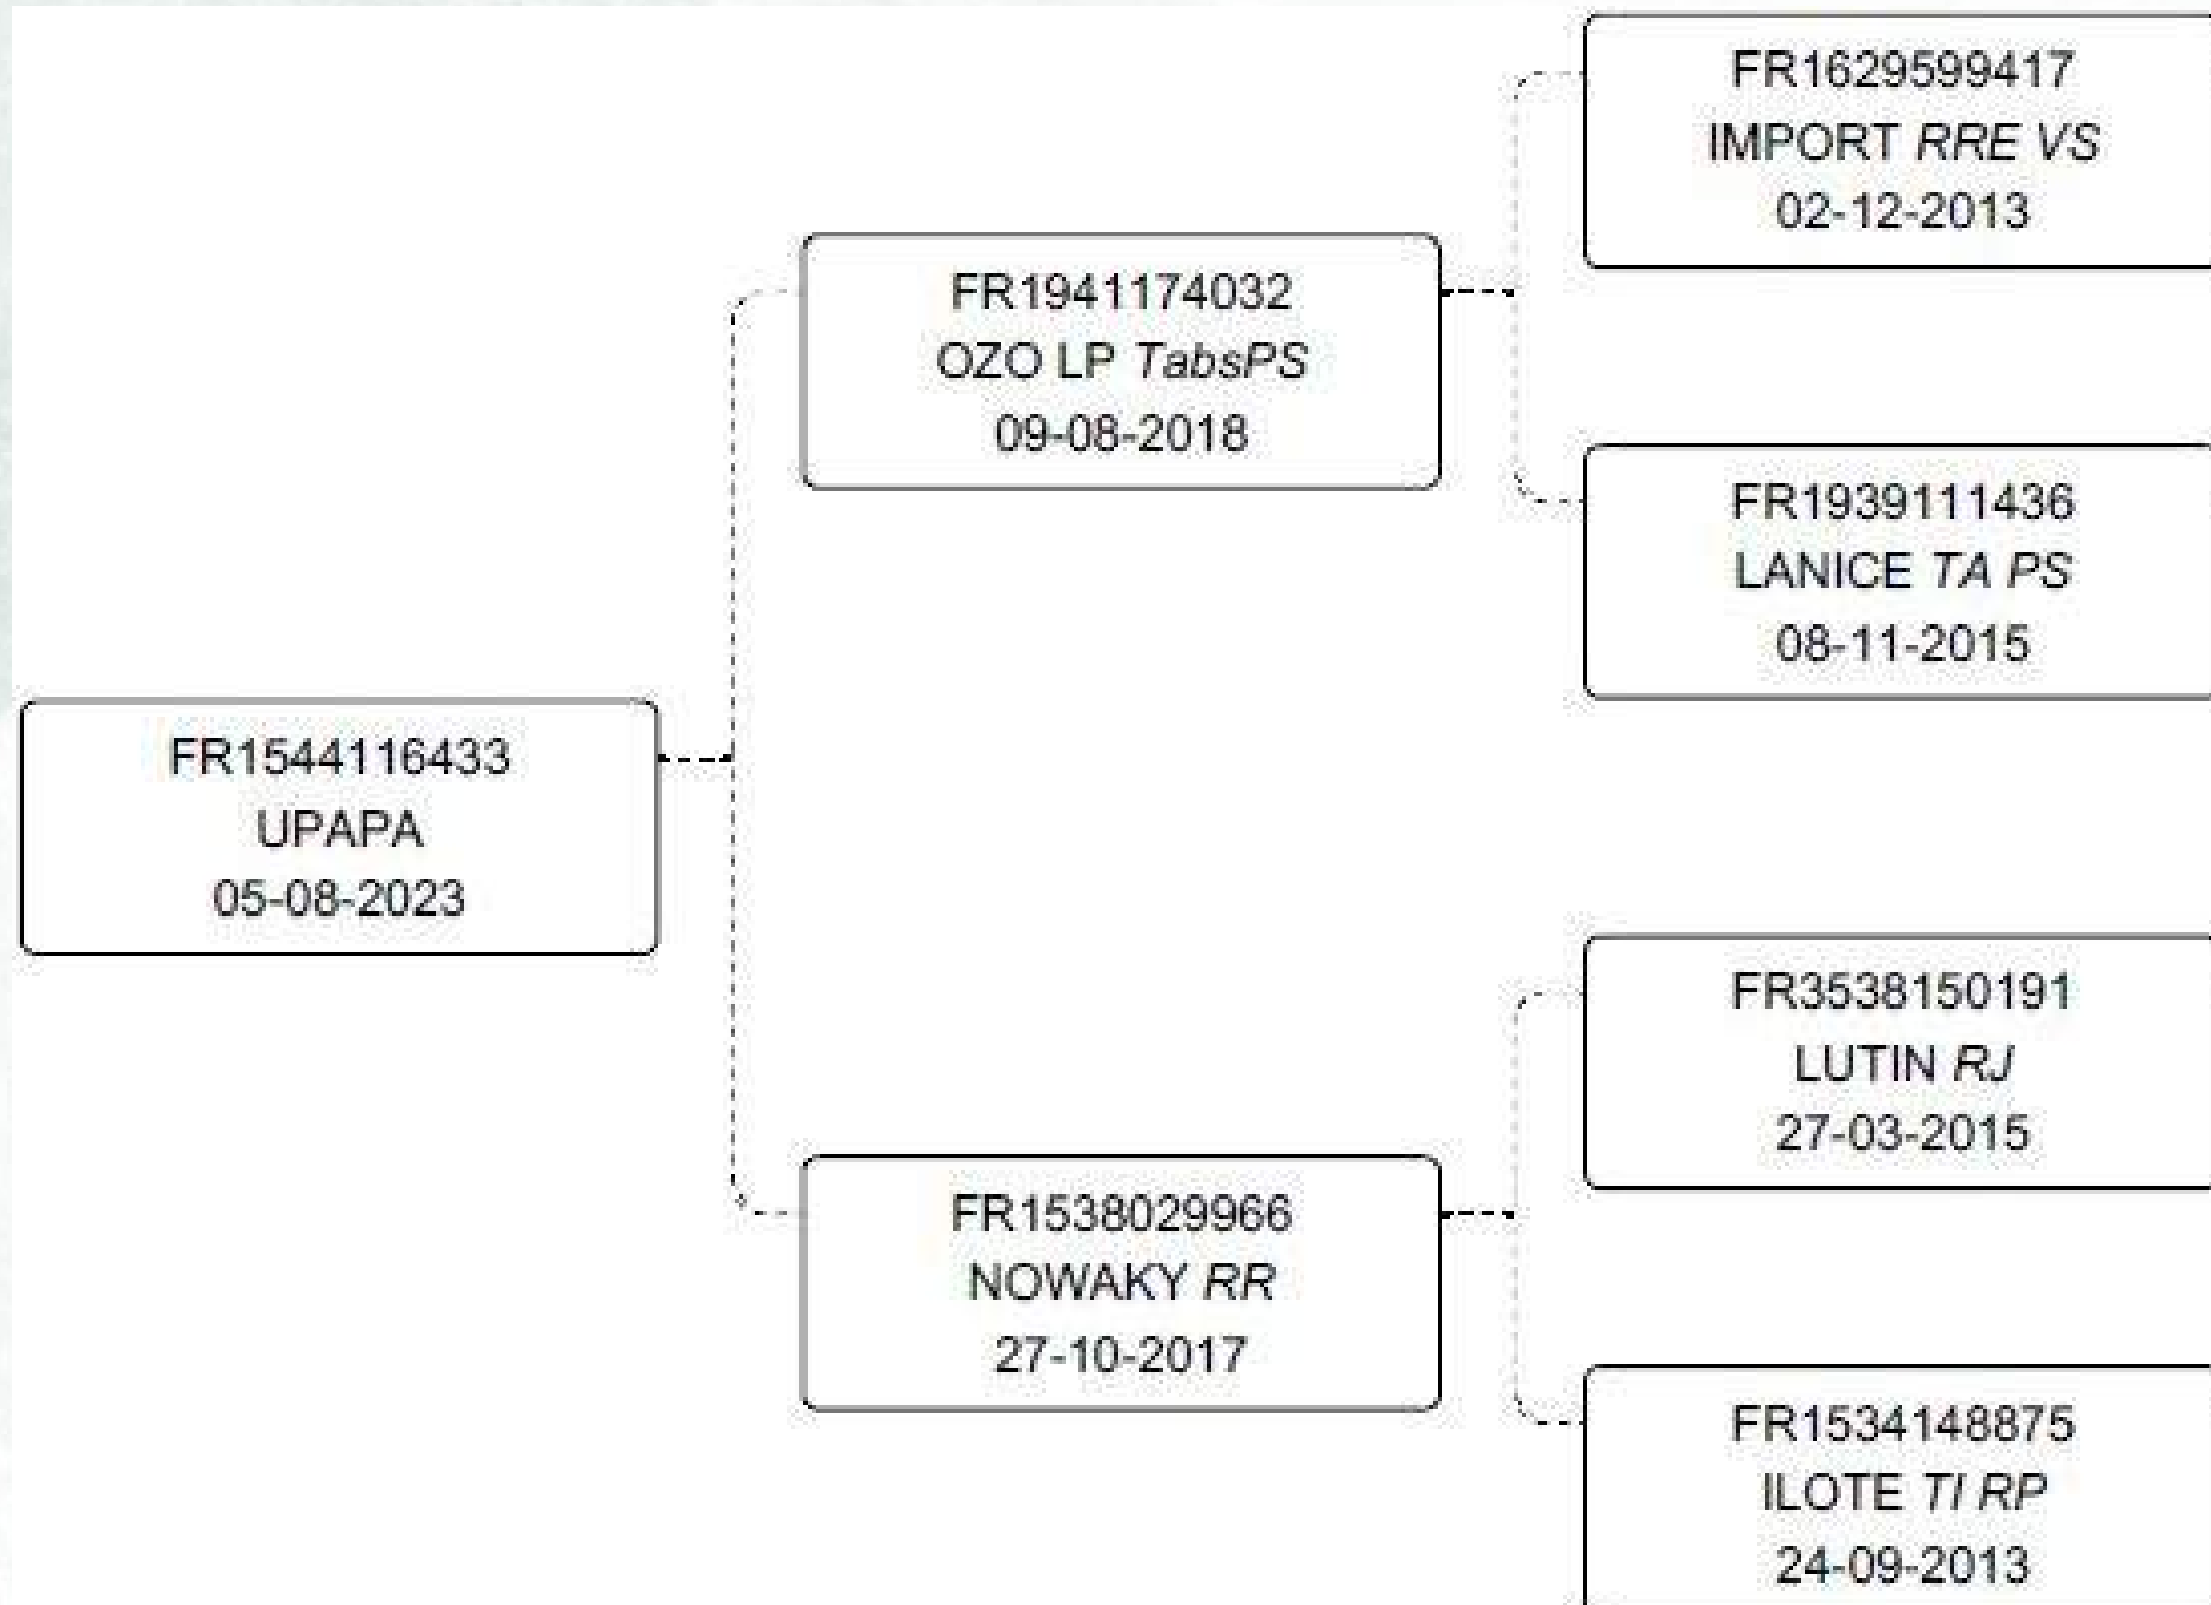 FR1629599417
IMPORT RRE VS
02-12-2013
FR1941174032
OZO LP TabsPS
09-08-2018
FR1939111436
LANICE TA PS
08-11-2015
FR1544116433
UPAPA
05-08-2023
FR3538150191
LUTIN RJ
27-03-2015
FR1538029966
NOWAKY RR
27-10-2017
FR1534148875
ILOTE TI RP
24-09-2013